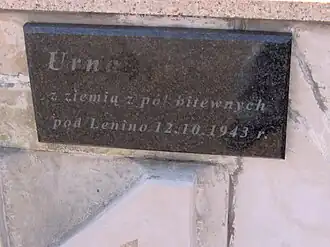 Urna
z ziemią z pól bitewnych
pod Lenino 12.10.1943 r.